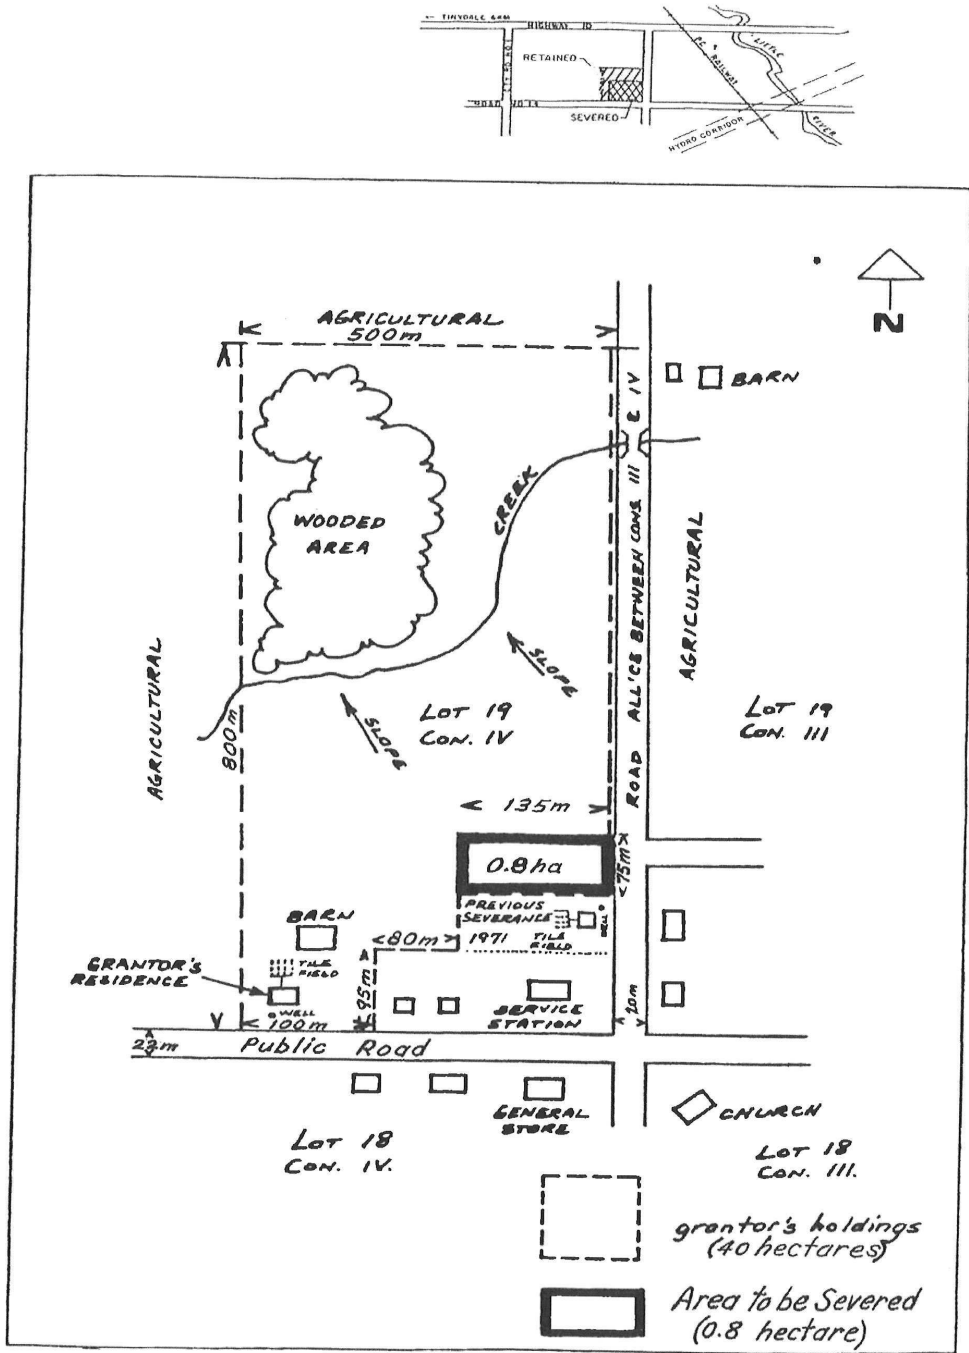 ← TINYDALE 6KM
HIGHWAY 10
RETAINED
SEVERED
P.C. RAILWAY
LITTLE
RIVER
HYDRO CORRIDOR
N
AGRICULTURAL
500m
BARN
WOODED
AREA
CREEK
SLOPE
SLOPE
AGRICULTURAL
800m
LOT 19
CON. IV
ROAD ALL'CE BETWEEN CONS. III & IV
AGRICULTURAL
LOT 19
CON. III
135m
0.8ha
75m
PREVIOUS
SEVERANCE
1971
TILE
FIELD
WELL
80m
BARN
TILE
FIELD
GRANTOR'S
RESIDENCE
WELL
100m
95m
SERVICE
STATION
20m
22m
Public Road
GENERAL
STORE
CHURCH
LOT 18
CON. IV.
LOT 18
CON. III.
grantor's holdings
(40 hectares)
Area to be Severed
(0.8 hectare)